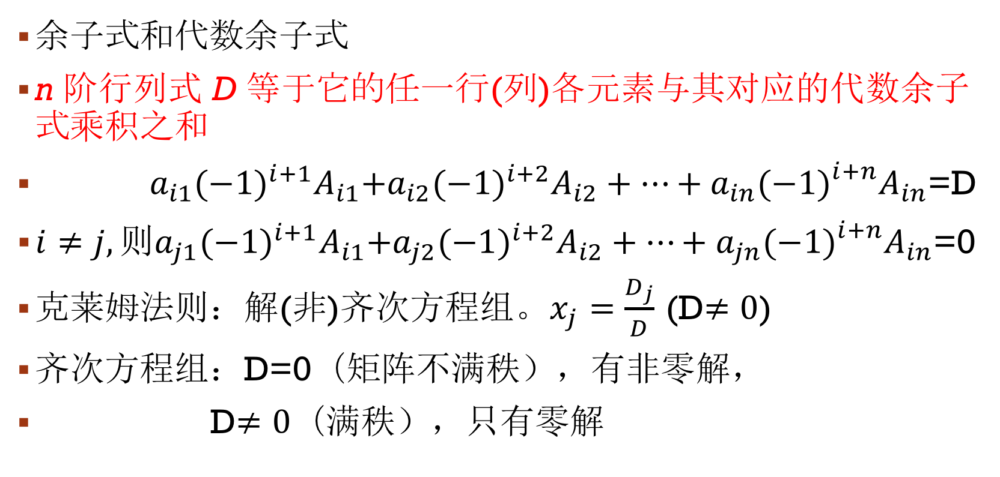 ▪余子式和代数余子式
▪n 阶行列式 D 等于它的任一行(列)各元素与其对应的代数余子
式乘积之和
▪ $a_{i1}(-1)^{i+1}A_{i1}+a_{i2}(-1)^{i+2}A_{i2}+\cdots+a_{in}(-1)^{i+n}A_{in}$=D
▪$i \neq j$, 则$a_{j1}(-1)^{i+1}A_{i1}+a_{j2}(-1)^{i+2}A_{i2}+\cdots+a_{jn}(-1)^{i+n}A_{in}$=0
▪克莱姆法则：解(非)齐次方程组。$x_j=\frac{D_j}{D}$ (D≠ 0)
▪齐次方程组：D=0（矩阵不满秩），有非零解，
▪ D≠ 0（满秩），只有零解